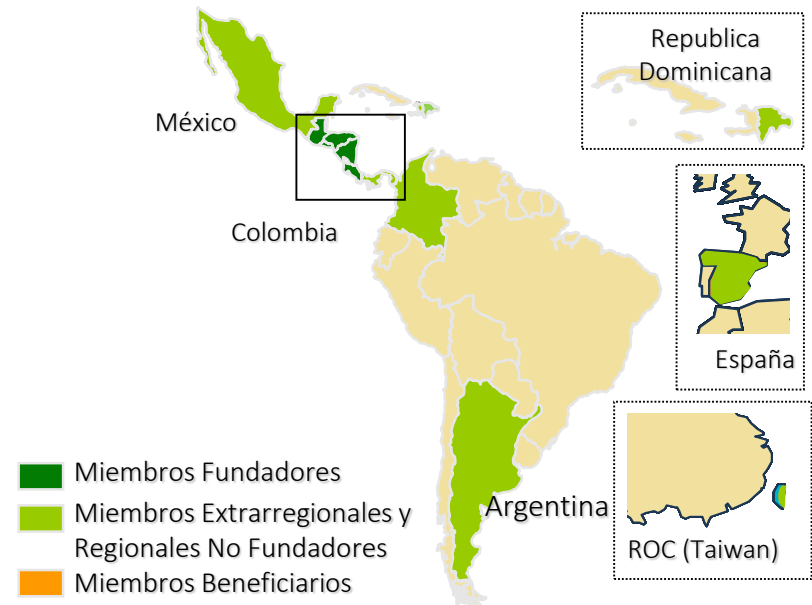 Republica
Dominicana
México
Colombia
España
Argentina
ROC (Taiwan)
Miembros Fundadores
Miembros Extrarregionales y
Regionales No Fundadores
Miembros Beneficiarios